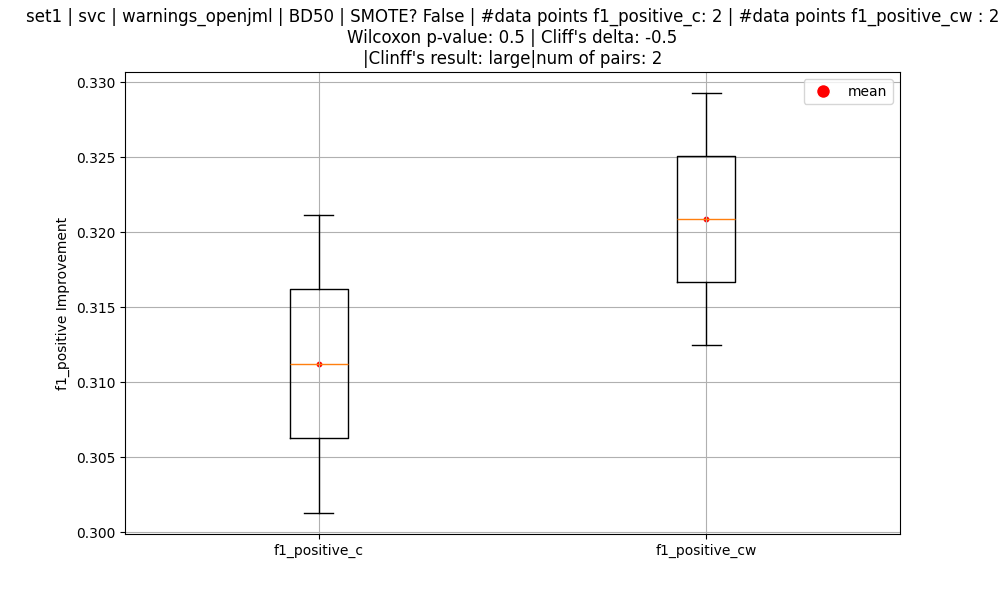 set1 | svc | warnings_openjml | BD50 | SMOTE? False | #data points f1_positive_c: 2 | #data points f1_positive_cw : 2
Wilcoxon p-value: 0.5 | Cliff's delta: -0.5
|Clinff's result: large|num of pairs: 2
mean
0.330
0.325
0.320
0.315
0.310
0.305
0.300
f1_positive Improvement
f1_positive_c
f1_positive_cw